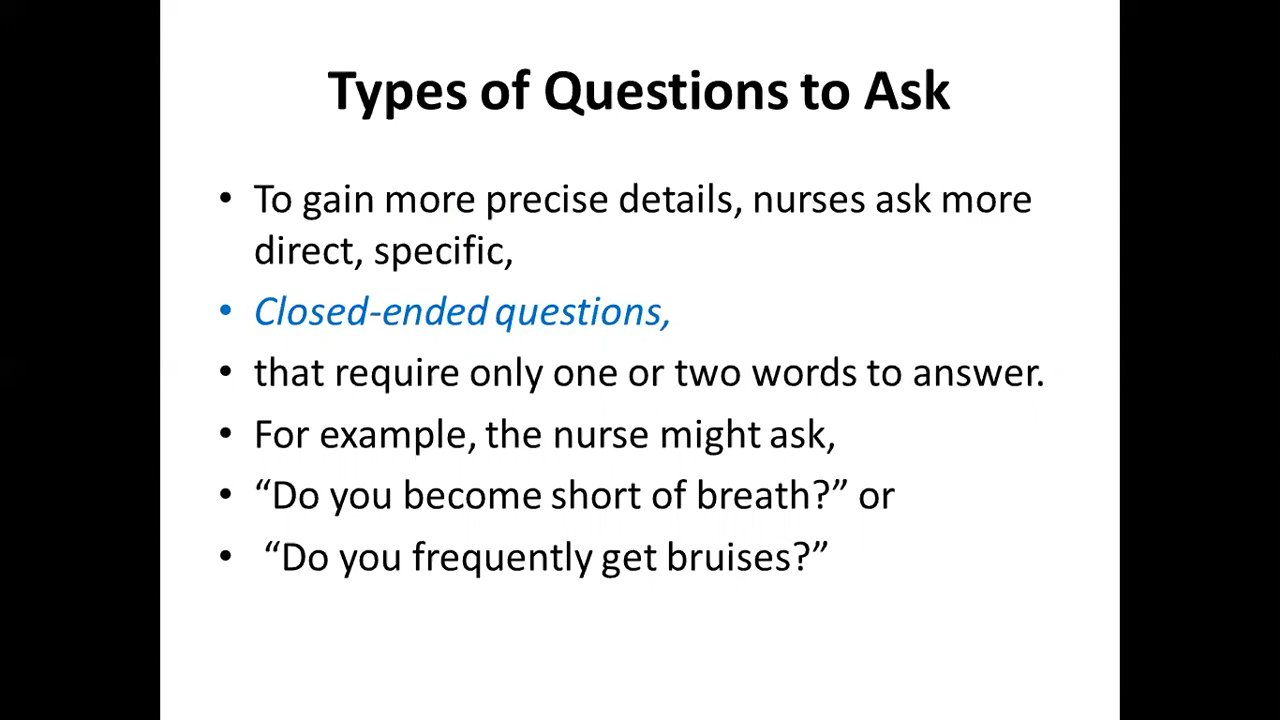 Types of Questions to Ask
• To gain more precise details, nurses ask more
direct, specific,
• Closed-ended questions,
• that require only one or two words to answer.
• For example, the nurse might ask,
• “Do you become short of breath?” or
• “Do you frequently get bruises?”